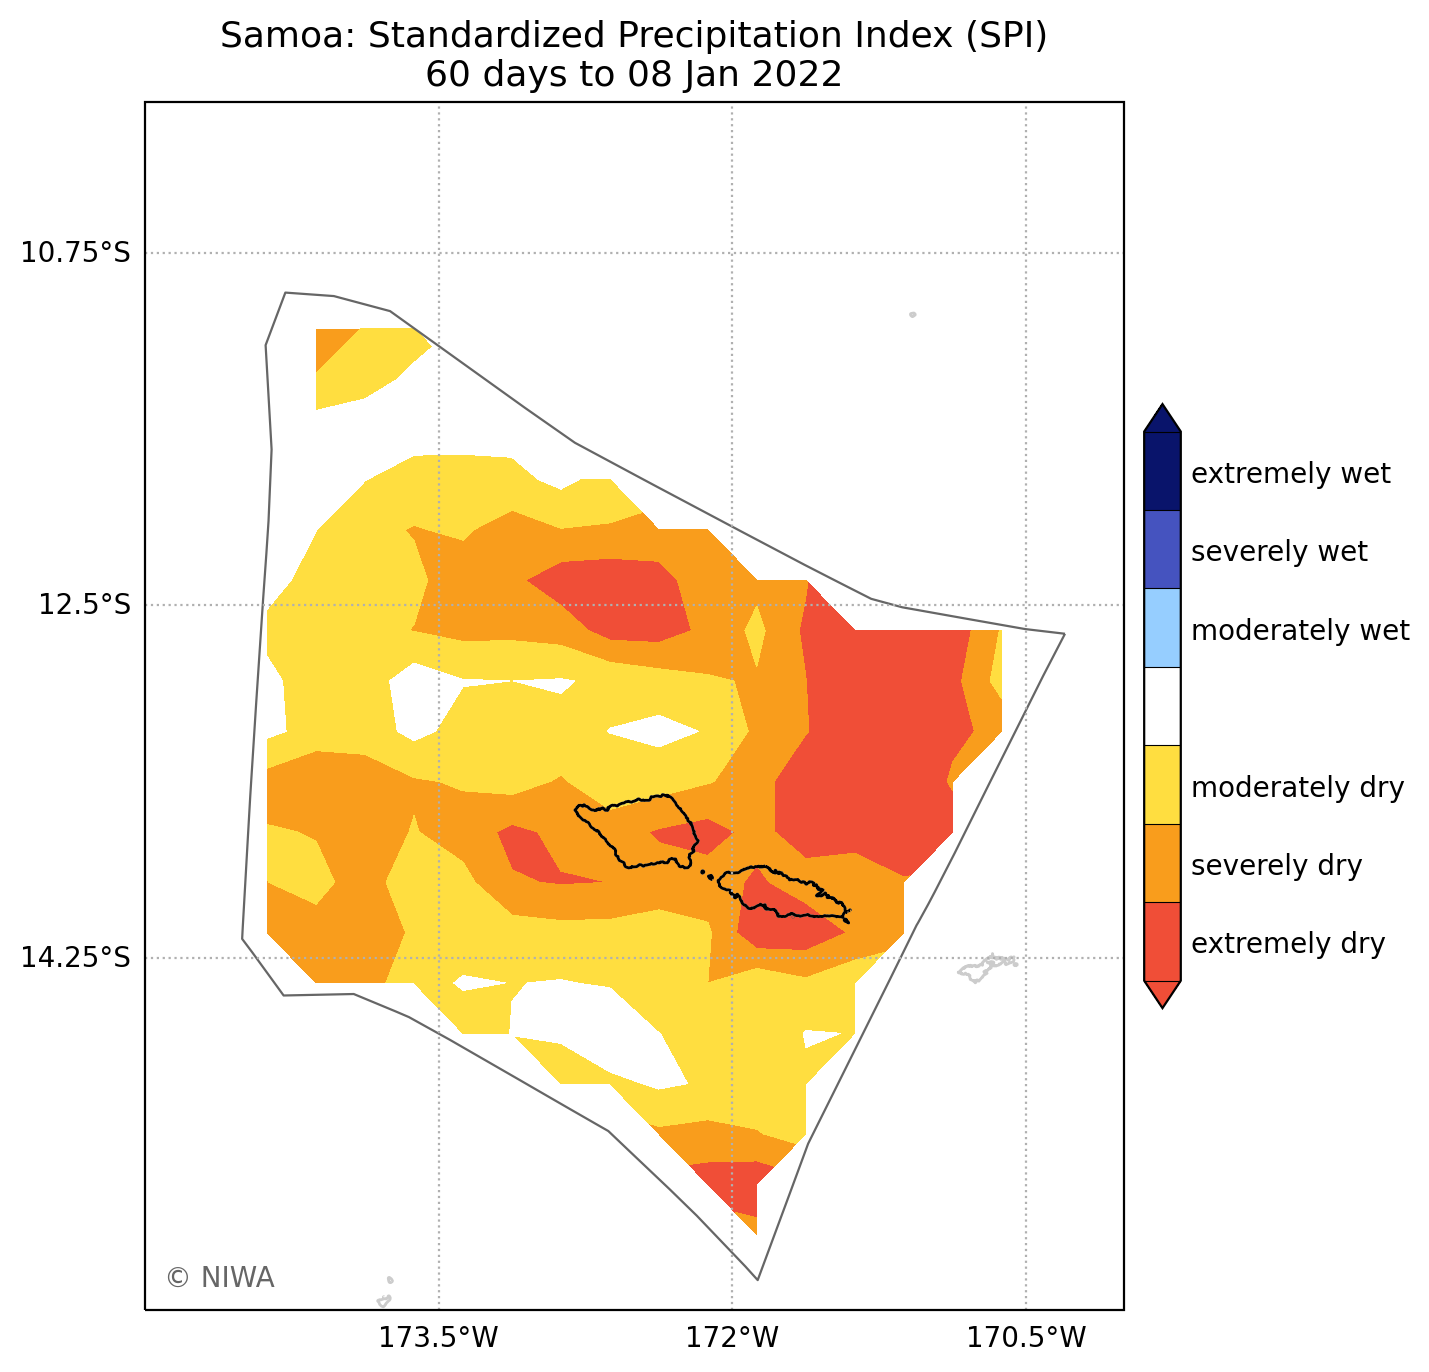 Samoa: Standardized Precipitation Index (SPI)
60 days to 08 Jan 2022
10.75°S
12.5°S
14.25°S
173.5°W
172°W
170.5°W
extremely wet
severely wet
moderately wet
moderately dry
severely dry
extremely dry
© NIWA